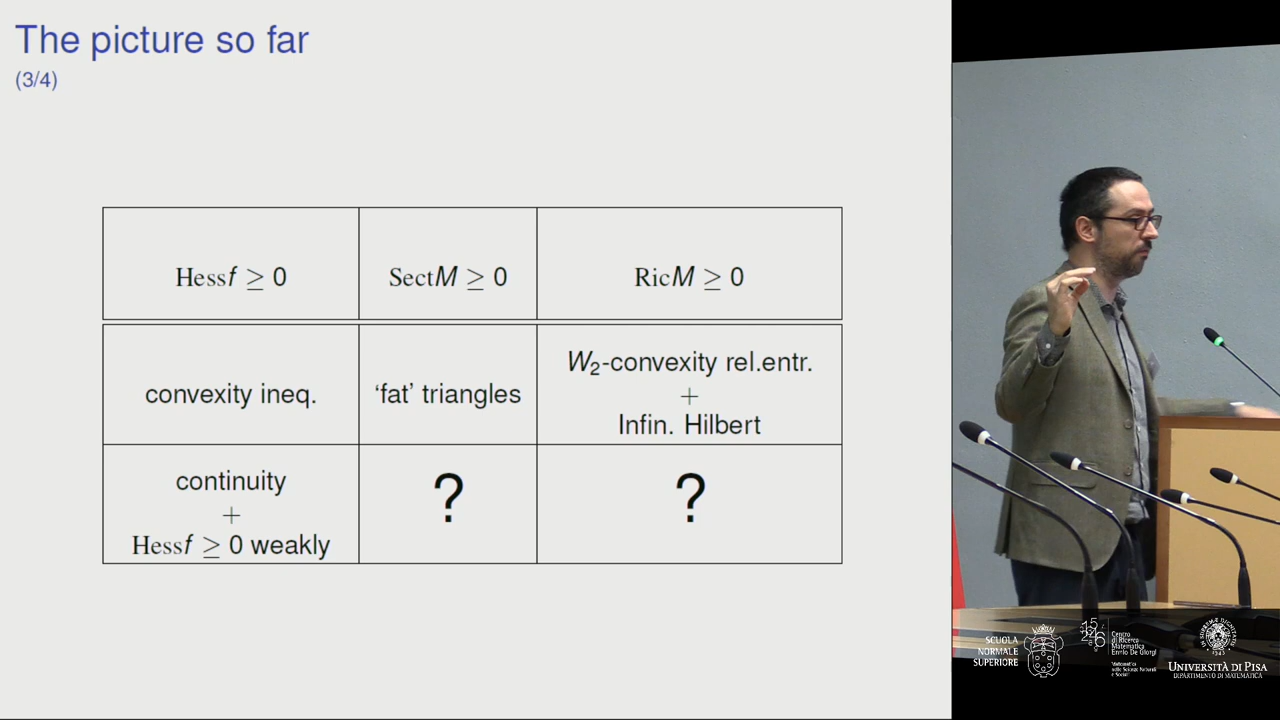 The picture so far
(3/4)
Hessf ≥ 0
SectM ≥ 0
RicM ≥ 0
convexity ineq.
‘fat’ triangles
W₂-convexity rel.entr.
+
Infin. Hilbert
continuity
+
Hessf ≥ 0 weakly
?
?
SCUOLA
NORMALE
SUPERIORE
Centro
di Ricerca
Matematica
Ennio De Giorgi
UNIVERSITÀ DI PISA
DIPARTIMENTO DI MATEMATICA